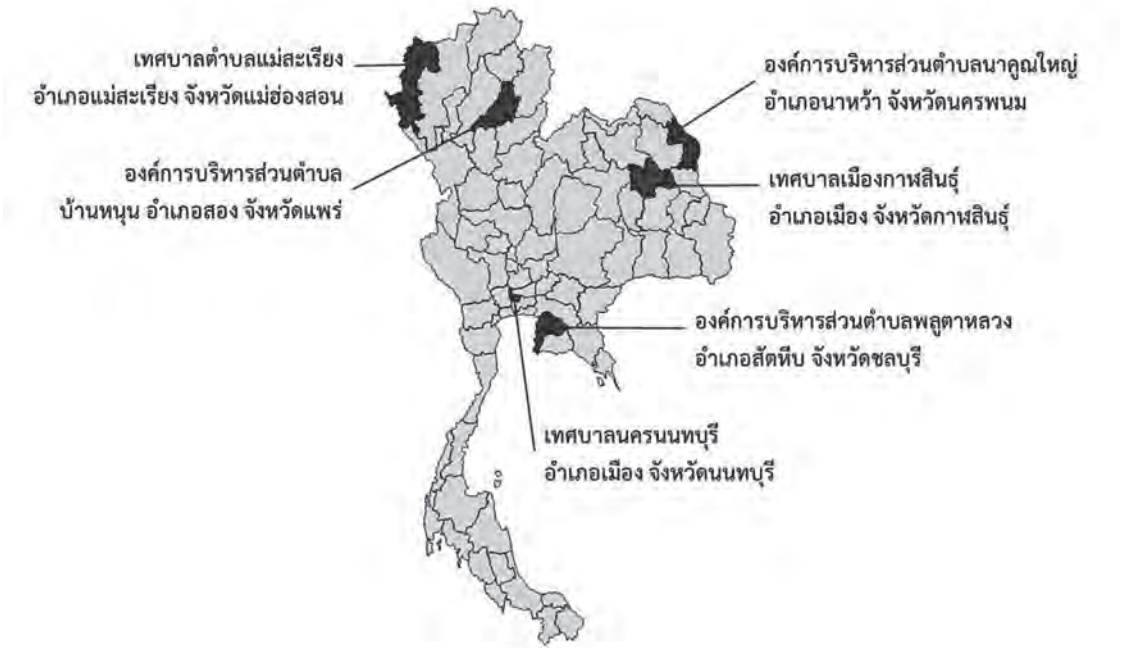 เทศบาลตำบลแม่สะเรียง
อำเภอแม่สะเรียง จังหวัดแม่ฮ่องสอน
องค์การบริหารส่วนตำบล
บ้านหนุน อำเภอสอง จังหวัดแพร่
องค์การบริหารส่วนตำบลนาคูณใหญ่
อำเภอนาหว้า จังหวัดนครพนม
เทศบาลเมืองกาฬสินธุ์
อำเภอเมือง จังหวัดกาฬสินธุ์
องค์การบริหารส่วนตำบลพลูตาหลวง
อำเภอสัตหีบ จังหวัดชลบุรี
เทศบาลนครนนทบุรี
อำเภอเมือง จังหวัดนนทบุรี